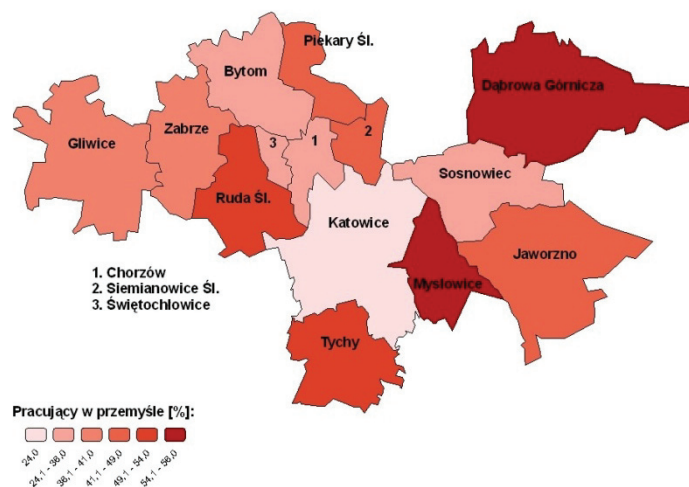 Piekary Śl.
Bytom
Dąbrowa Górnicza
Zabrze
Gliwice
1
2
3
Sosnowiec
Ruda Śl.
Katowice
Jaworzno
Mysłowice
1. Chorzów
2. Siemianowice Śl.
3. Świętochlowice
Tychy
Pracujący w przemyśle [%]:
24,0
24,1 - 36,0
36,1 - 41,0
41,1 - 49,0
49,1 - 54,0
54,1 - 58,0